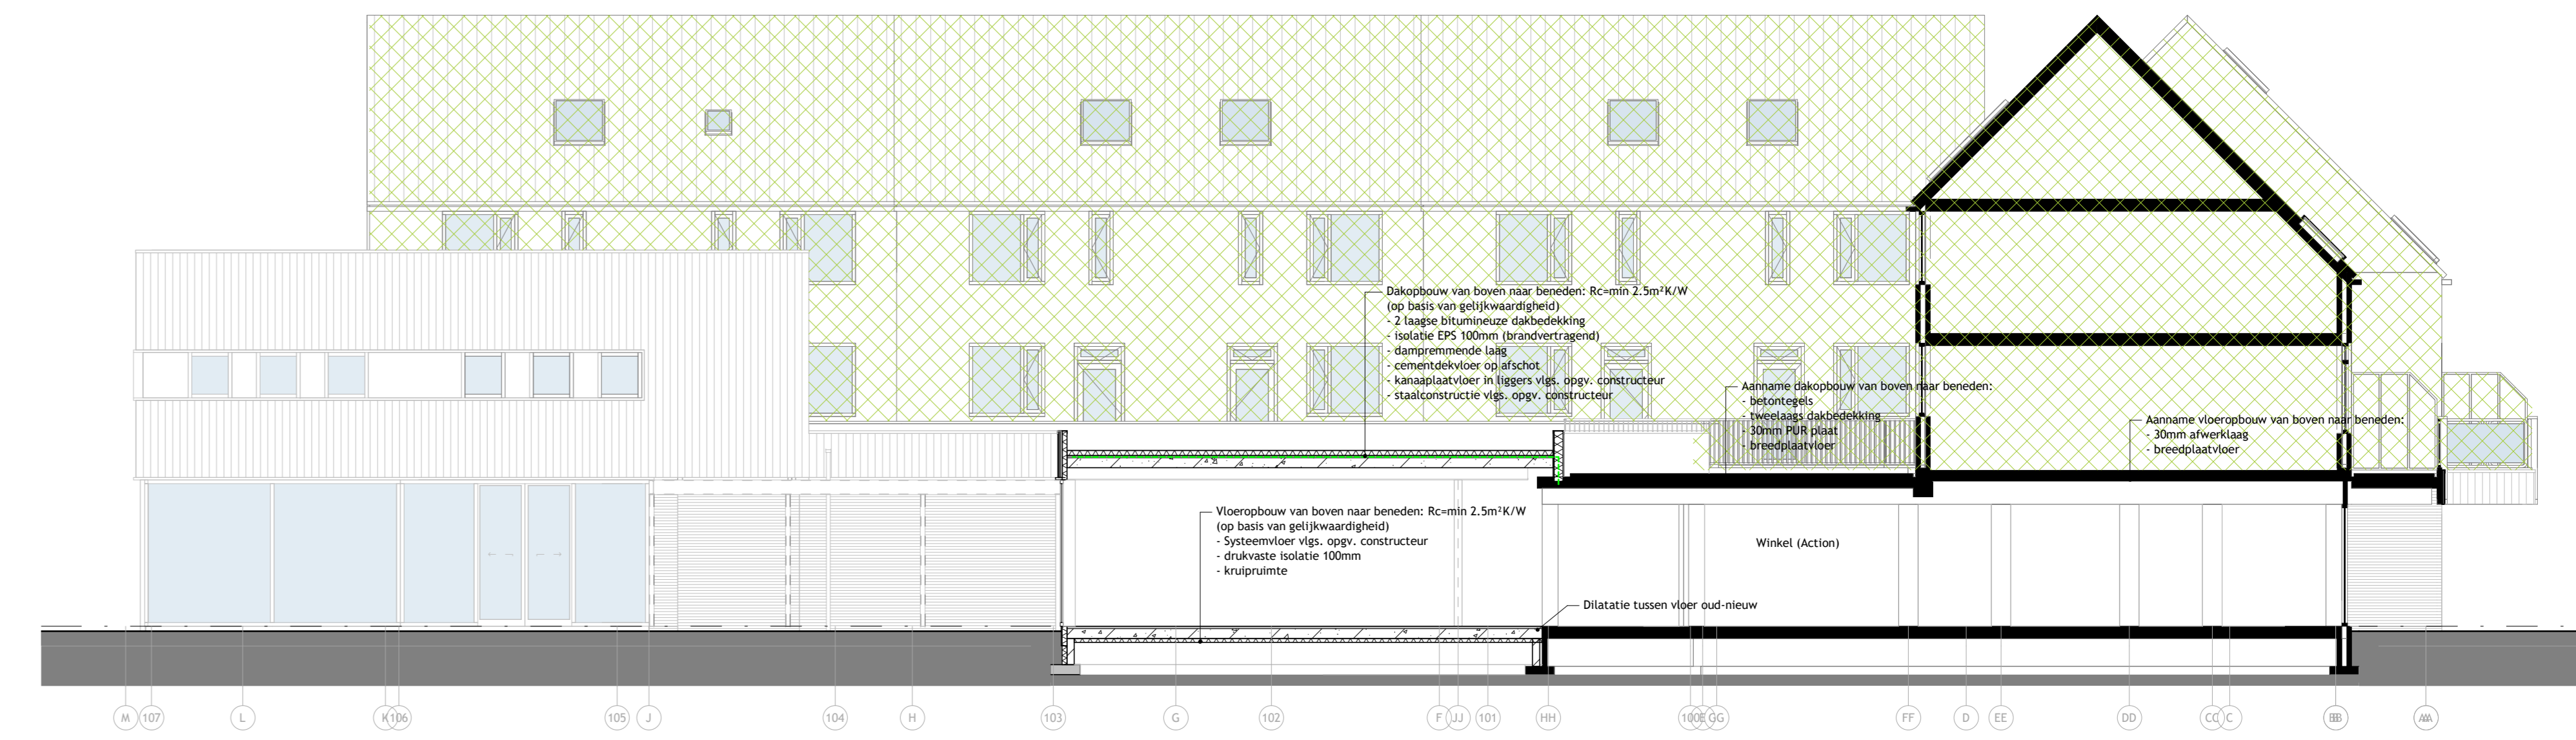 Dakopbouw van boven naar beneden: Rc=min 2.5m²K/W
(op basis van gelijkwaardigheid)
- 2 laagse bitumineuze dakbedekking
- isolatie EPS 100mm (brandvertragend)
- dampremmende laag
- cementdekvloer op afschot
- kanaaplaatvloer in liggers vlgs. opgv. constructeur
- staalconstructie vlgs. opgv. constructeur
Aanname dakopbouw van boven naar beneden:
- betontegels
- tweelaags dakbedekking
- 30mm PUR plaat
- breedplaatvloer
Aanname vloeropbouw van boven naar beneden:
- 30mm afwerklaag
- breedplaatvloer
Vloeropbouw van boven naar beneden: Rc=min 2.5m²K/W
(op basis van gelijkwaardigheid)
- Systeemvloer vlgs. opgv. constructeur
- drukvaste isolatie 100mm
- kruipruimte
Winkel (Action)
Dilatatie tussen vloer oud-nieuw
M 107 L K 106 105 J 104 H 103 G 102 F JJ 101 HH 100 E GG FF D EE DD CC C BB AA